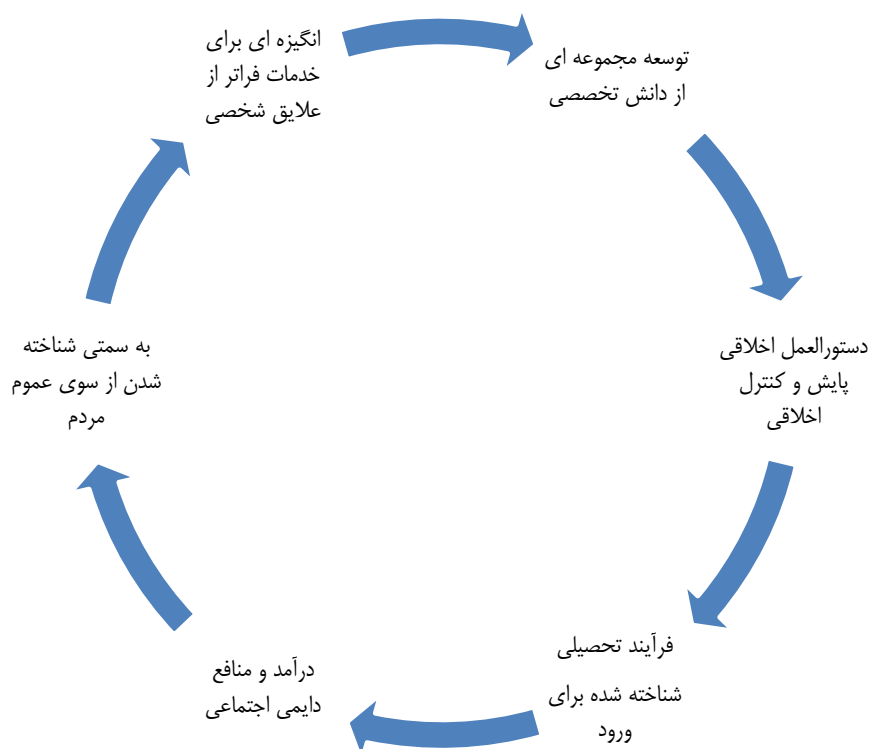 توسعه مجموعه ای
از دانش تخصصی
دستورالعمل اخلاقی
پایش و کنترل
اخلاقی
فرآیند تحصیلی
شناخته شده برای
ورود
درآمد و منافع
دایمی اجتماعی
به سمتی شناخته
شدن از سوی عموم
مردم
انگیزه ای برای
خدمات فراتر از
علایق شخصی